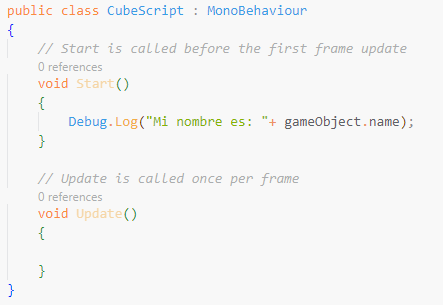 public class CubeScript : MonoBehaviour
{
// Start is called before the first frame update
0 references
void Start()
{
Debug.Log("Mi nombre es: "+ gameObject.name);
}
// Update is called once per frame
0 references
void Update()
{
}
}